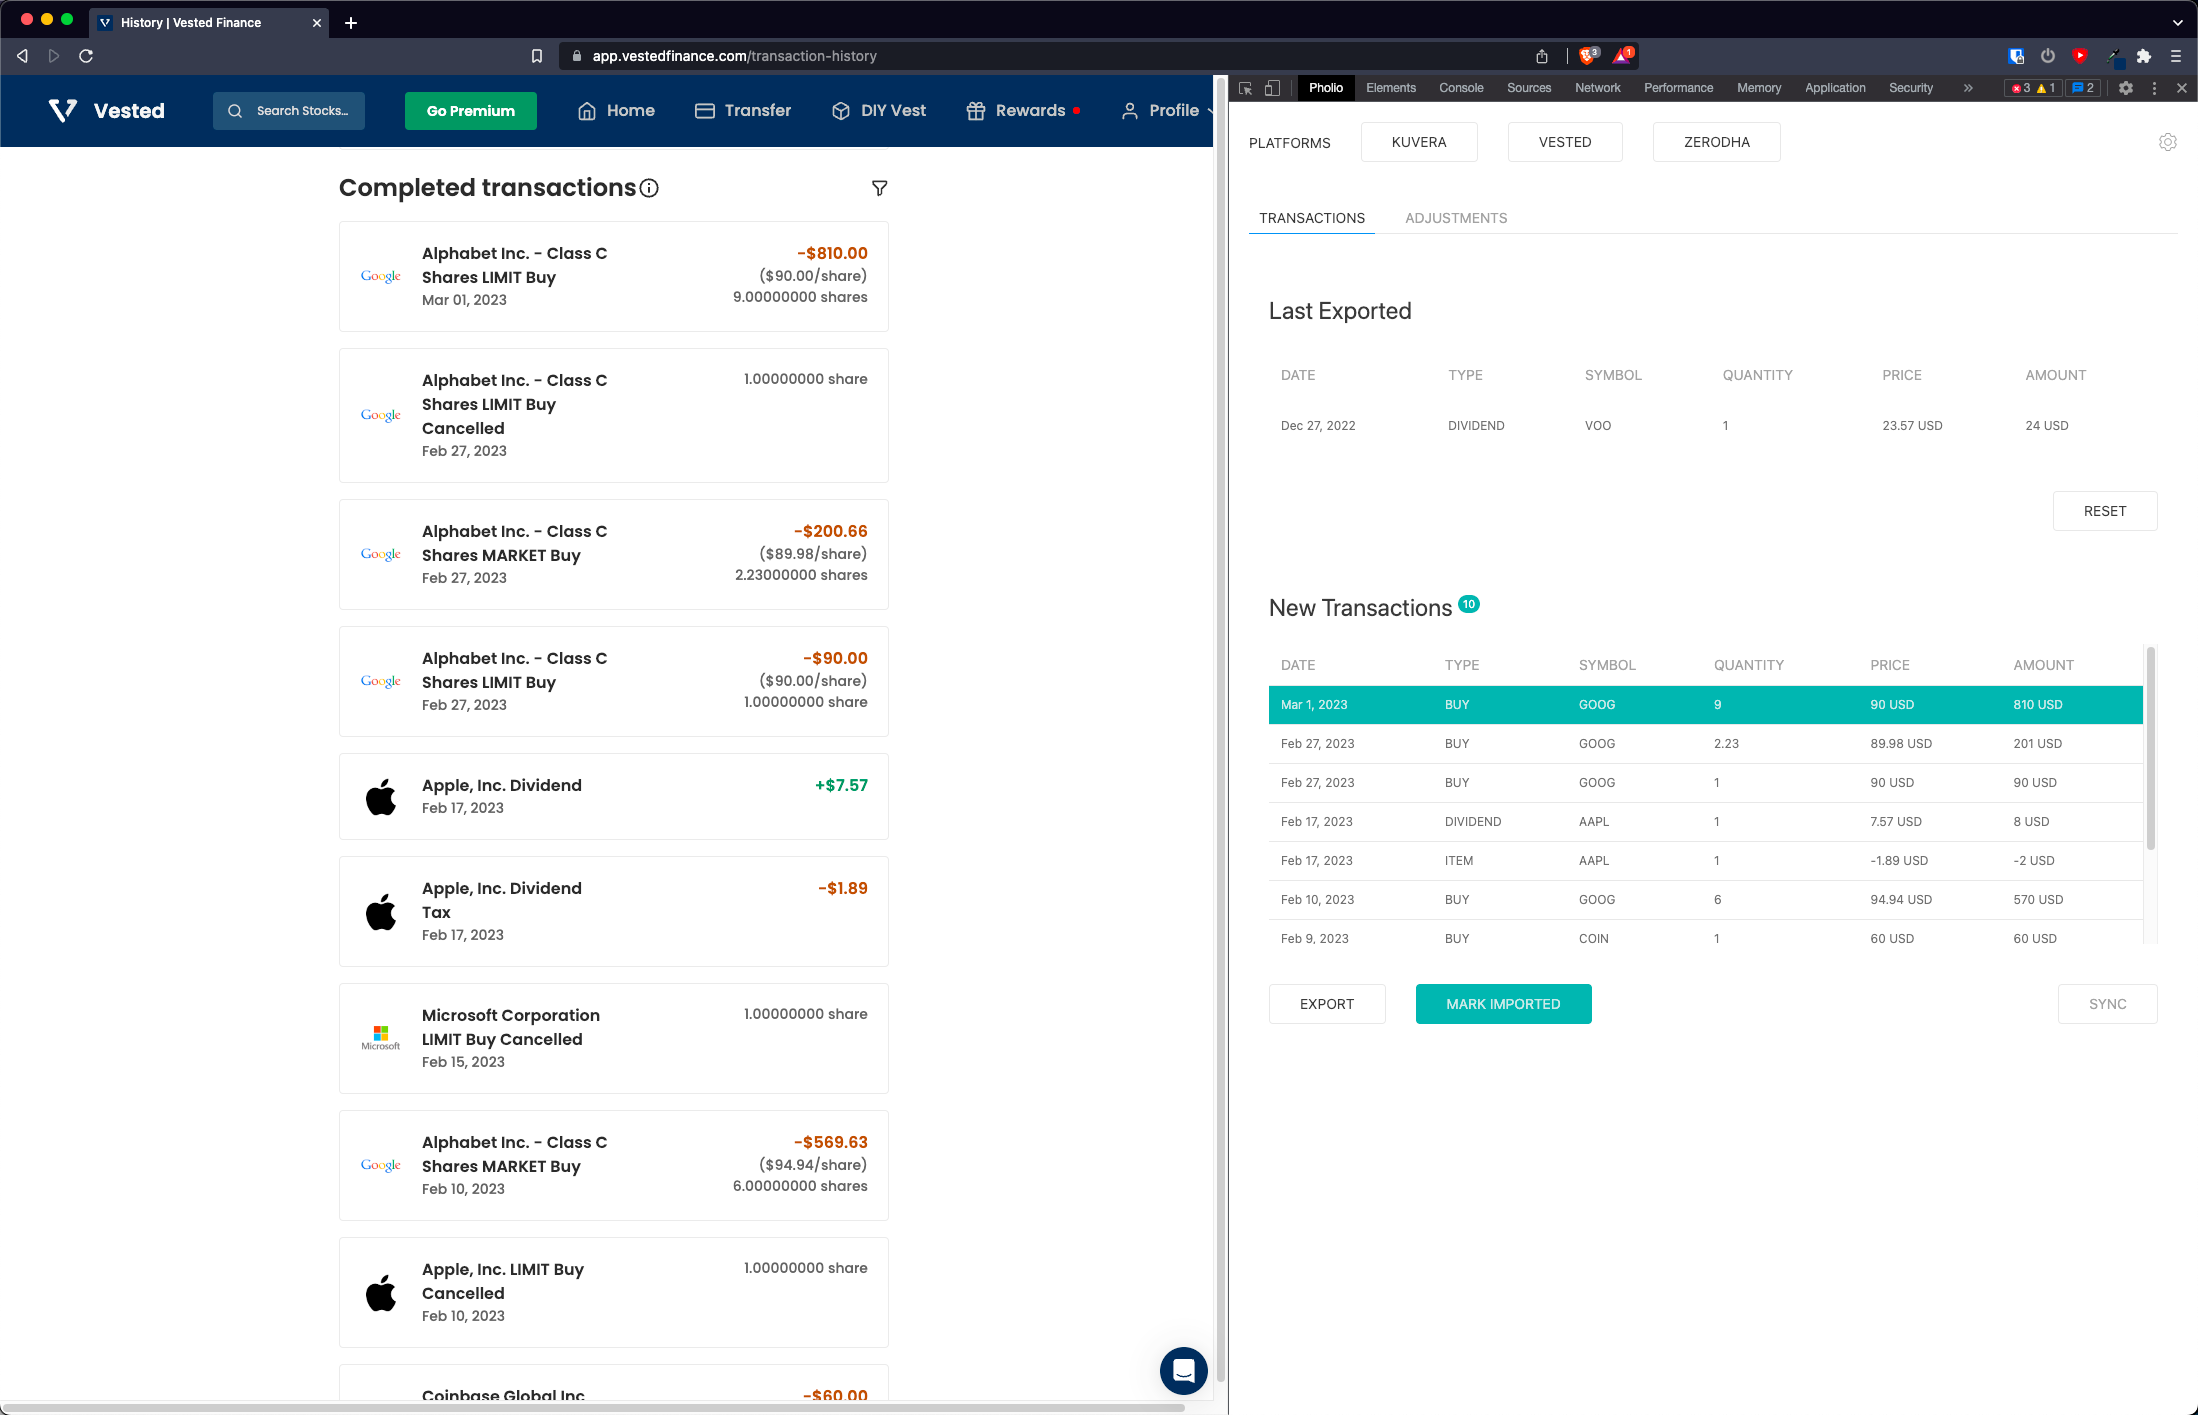 History | Vested Finance
app.vestedfinance.com/transaction-history
3
1
Vested
Search Stocks...
Go Premium
Home
Transfer
DIY Vest
Rewards
Profile
Completed transactions
Google
Alphabet Inc. - Class C
Shares LIMIT Buy
Mar 01, 2023
-$810.00
($90.00/share)
9.00000000 shares
Google
Alphabet Inc. - Class C
Shares LIMIT Buy
Cancelled
Feb 27, 2023
1.00000000 share
Google
Alphabet Inc. - Class C
Shares MARKET Buy
Feb 27, 2023
-$200.66
($89.98/share)
2.23000000 shares
Google
Alphabet Inc. - Class C
Shares LIMIT Buy
Feb 27, 2023
-$90.00
($90.00/share)
1.00000000 share
Apple, Inc. Dividend
Feb 17, 2023
+$7.57
Apple, Inc. Dividend
Tax
Feb 17, 2023
-$1.89
Microsoft
Microsoft Corporation
LIMIT Buy Cancelled
Feb 15, 2023
1.00000000 share
Google
Alphabet Inc. - Class C
Shares MARKET Buy
Feb 10, 2023
-$569.63
($94.94/share)
6.00000000 shares
Apple, Inc. LIMIT Buy
Cancelled
Feb 10, 2023
1.00000000 share
Coinbase Global Inc
-$60.00
Pholio Elements Console Sources Network Performance Memory Application Security » 3 1 2
PLATFORMS KUVERA VESTED ZERODHA
TRANSACTIONS ADJUSTMENTS
Last Exported
DATE TYPE SYMBOL QUANTITY PRICE AMOUNT
Dec 27, 2022 DIVIDEND VOO 1 23.57 USD 24 USD
RESET
New Transactions 10
DATE TYPE SYMBOL QUANTITY PRICE AMOUNT
Mar 1, 2023 BUY GOOG 9 90 USD 810 USD
Feb 27, 2023 BUY GOOG 2.23 89.98 USD 201 USD
Feb 27, 2023 BUY GOOG 1 90 USD 90 USD
Feb 17, 2023 DIVIDEND AAPL 1 7.57 USD 8 USD
Feb 17, 2023 ITEM AAPL 1 -1.89 USD -2 USD
Feb 10, 2023 BUY GOOG 6 94.94 USD 570 USD
Feb 9, 2023 BUY COIN 1 60 USD 60 USD
EXPORT MARK IMPORTED SYNC